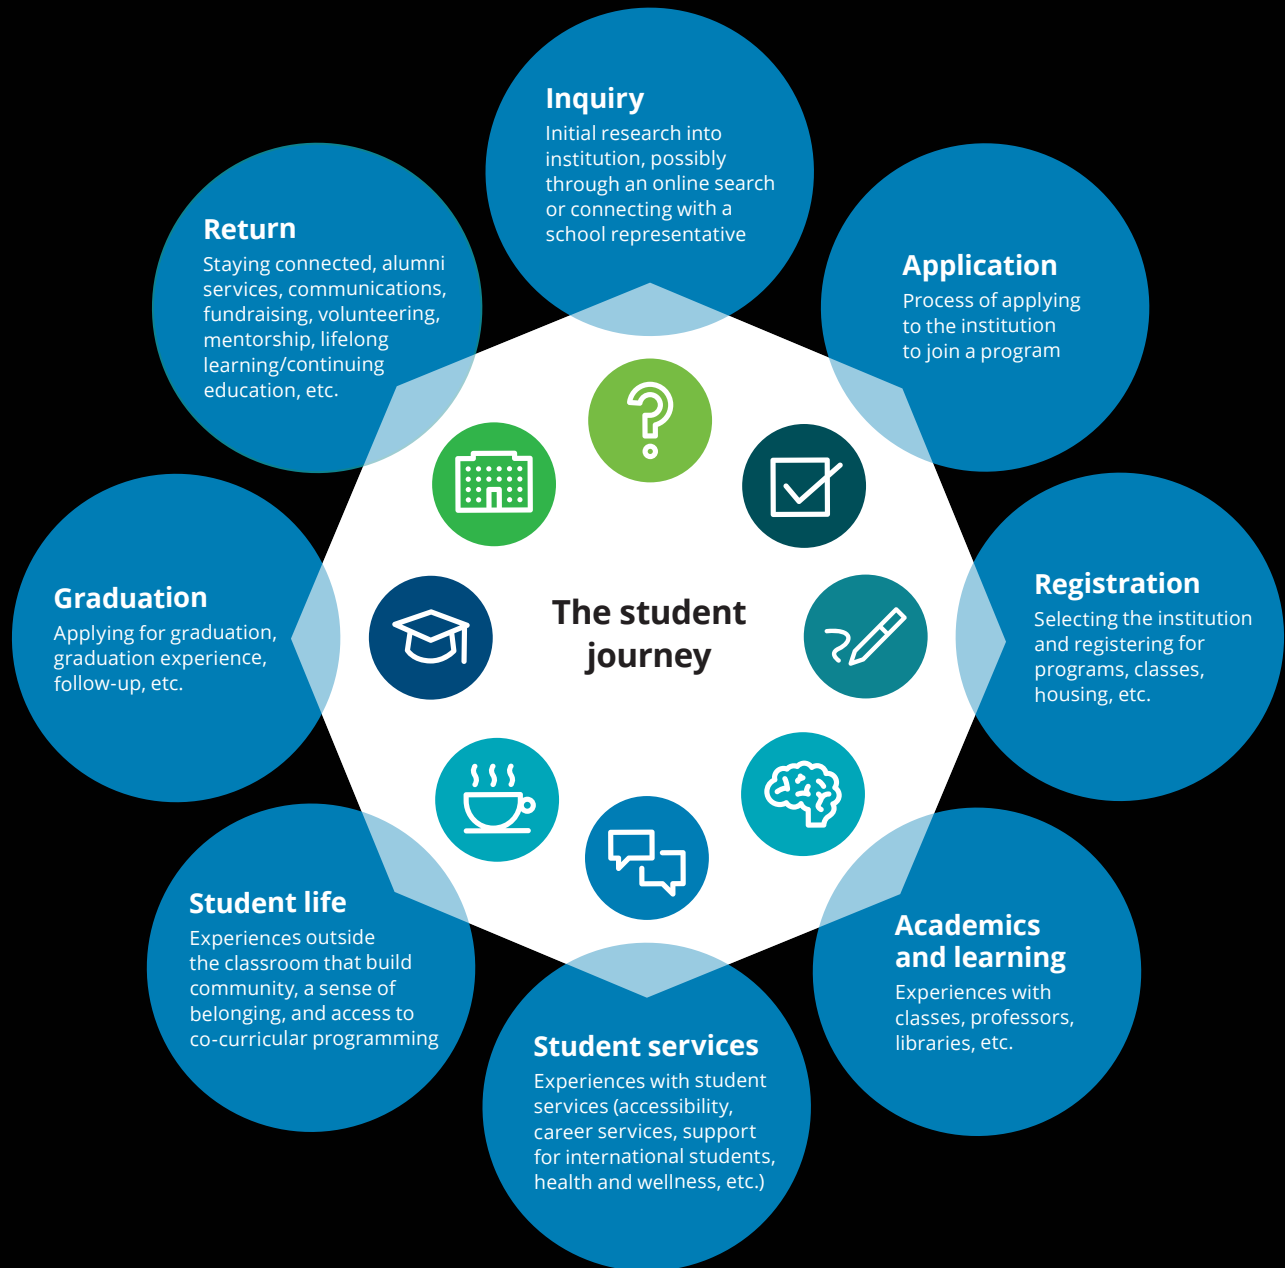 The student
journey
Inquiry
Initial research into
institution, possibly
through an online search
or connecting with a
school representative
Application
Process of applying
to the institution
to join a program
Registration
Selecting the institution
and registering for
programs, classes,
housing, etc.
Academics
and learning
Experiences with
classes, professors,
libraries, etc.
Student services
Experiences with student
services (accessibility,
career services, support
for international students,
health and wellness, etc.)
Student life
Experiences outside
the classroom that build
community, a sense of
belonging, and access to
co-curricular programming
Graduation
Applying for graduation,
graduation experience,
follow-up, etc.
Return
Staying connected, alumni
services, communications,
fundraising, volunteering,
mentorship, lifelong
learning/continuing
education, etc.